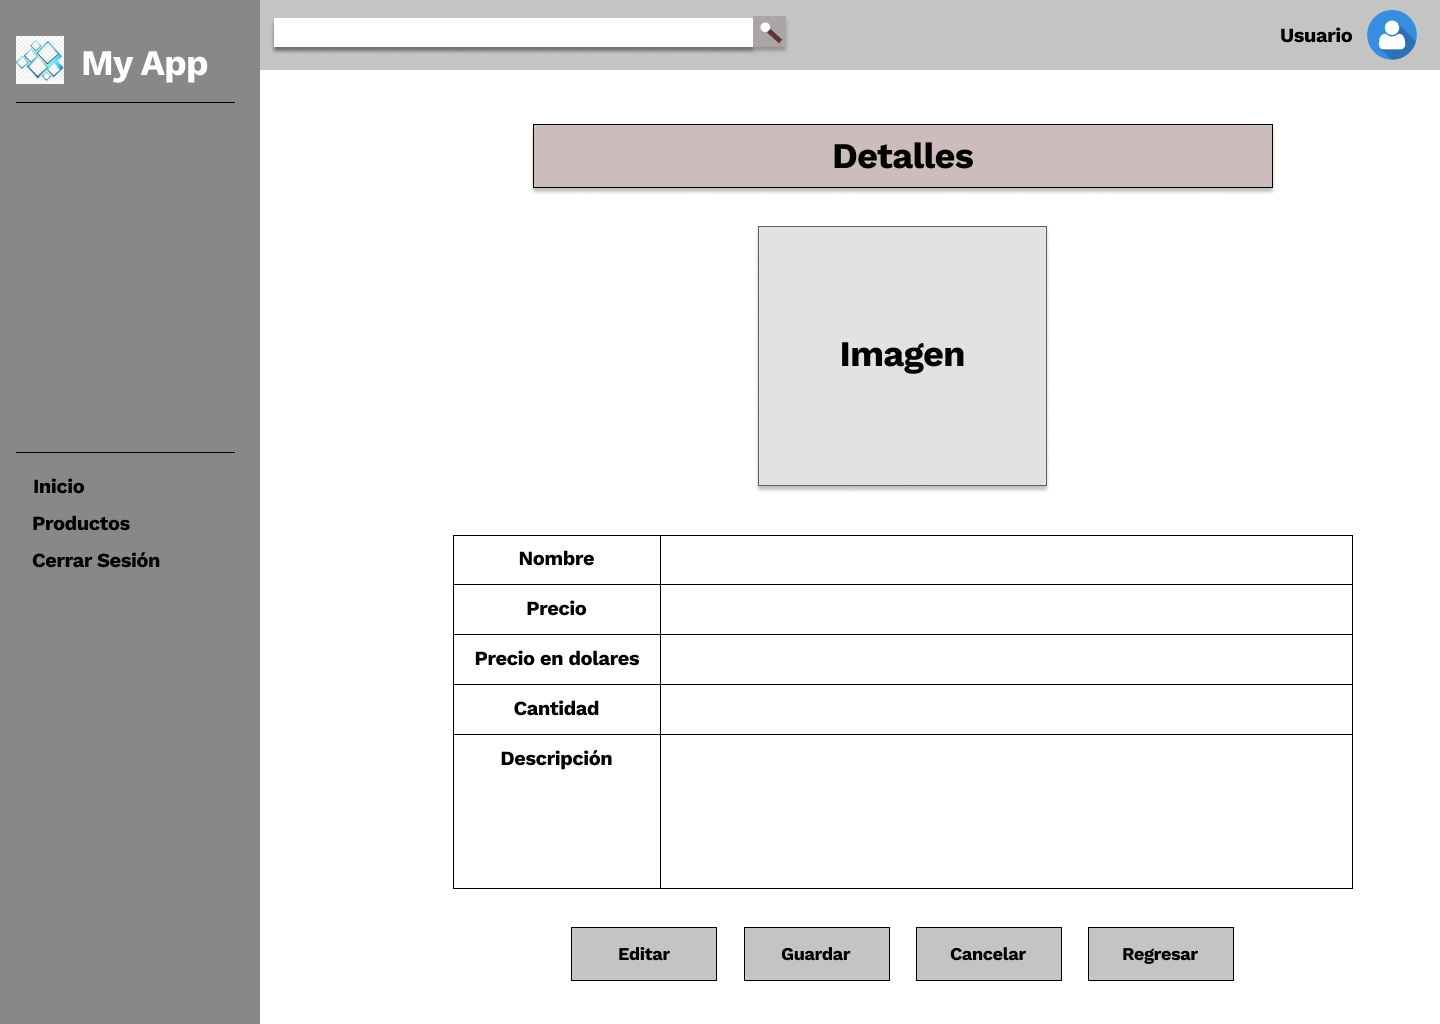 My App
Usuario
Inicio
Productos
Cerrar Sesión
Detalles
Imagen
Nombre
Precio
Precio en dolares
Cantidad
Descripción
Editar
Guardar
Cancelar
Regresar